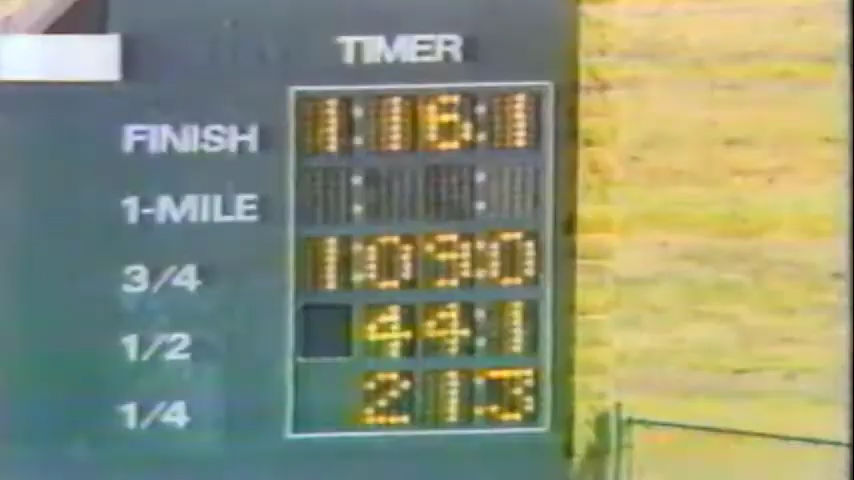 TIMER
FINISH 1:16:1
1-MILE : :
3/4 1:09:0
1/2 44:1
1/4 21:3